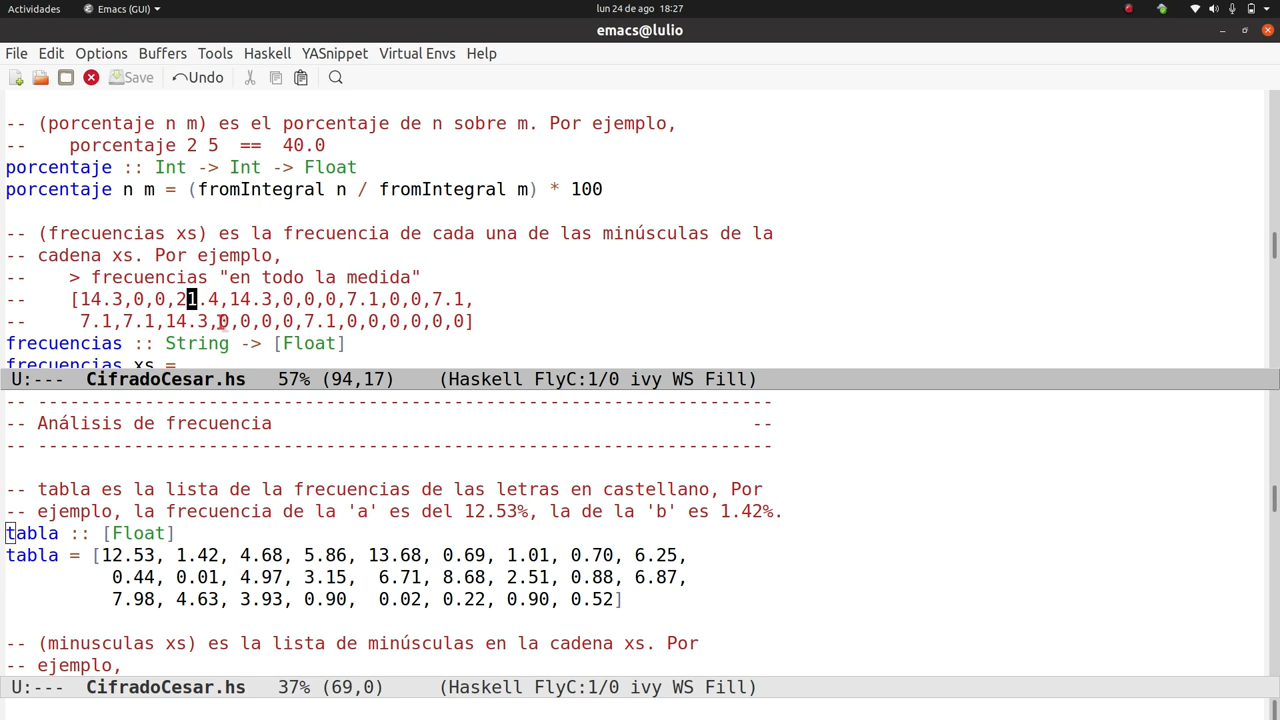 Actividades Emacs (GUI) lun 24 de ago 18:27
emacs@lulio
File Edit Options Buffers Tools Haskell YASnippet Virtual Envs Help
Save Undo
-- (porcentaje n m) es el porcentaje de n sobre m. Por ejemplo,
--    porcentaje 2 5  ==  40.0
porcentaje :: Int -> Int -> Float
porcentaje n m = (fromIntegral n / fromIntegral m) * 100
-- (frecuencias xs) es la frecuencia de cada una de las minúsculas de la
-- cadena xs. Por ejemplo,
--    > frecuencias "en todo la medida"
--    [14.3,0,0,21.4,14.3,0,0,0,7.1,0,0,7.1,
--     7.1,7.1,14.3,0,0,0,0,7.1,0,0,0,0,0,0]
frecuencias :: String -> [Float]
frecuencias xs =
U:---  CifradoCesar.hs   57% (94,17)    (Haskell FlyC:1/0 ivy WS Fill)
-- ---------------------------------------------------------------------
-- Análisis de frecuencia                                             --
-- ---------------------------------------------------------------------
-- tabla es la lista de la frecuencias de las letras en castellano, Por
-- ejemplo, la frecuencia de la 'a' es del 12.53%, la de la 'b' es 1.42%.
tabla :: [Float]
tabla = [12.53, 1.42, 4.68, 5.86, 13.68, 0.69, 1.01, 0.70, 6.25,
          0.44, 0.01, 4.97, 3.15,  6.71, 8.68, 2.51, 0.88, 6.87,
          7.98, 4.63, 3.93, 0.90,  0.02, 0.22, 0.90, 0.52]
-- (minusculas xs) es la lista de minúsculas en la cadena xs. Por
-- ejemplo,
U:---  CifradoCesar.hs   37% (69,0)     (Haskell FlyC:1/0 ivy WS Fill)